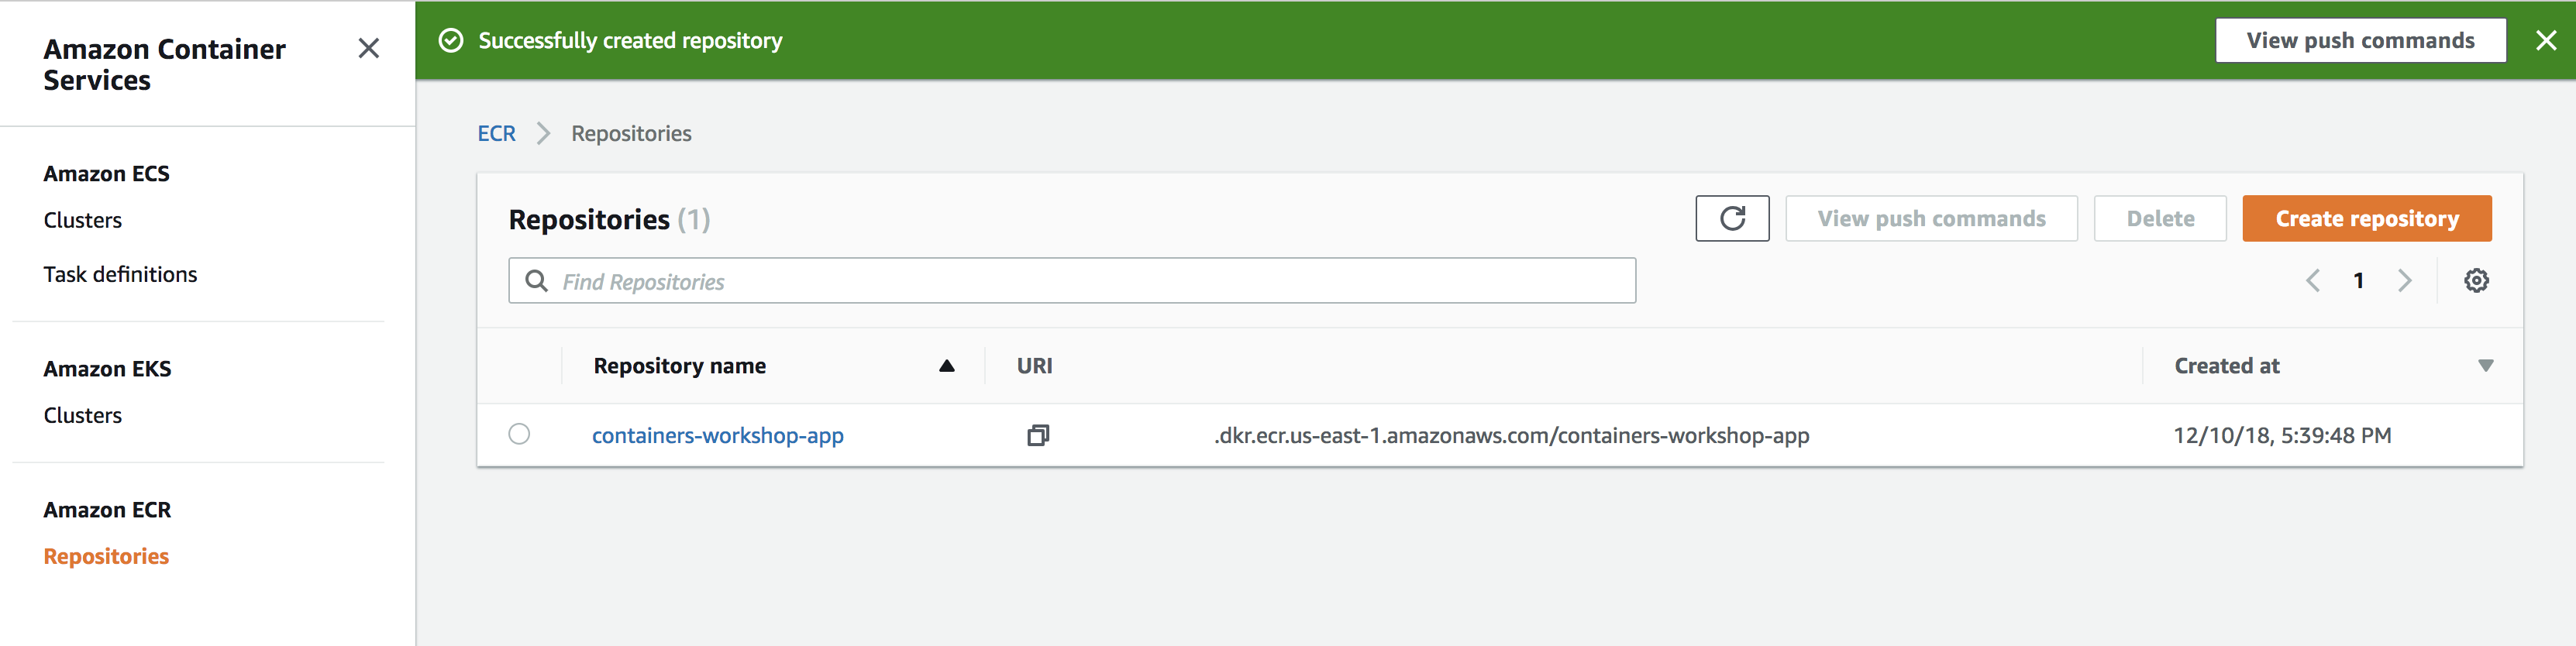 Amazon Container
Services
Amazon ECS
Clusters
Task definitions
Amazon EKS
Clusters
Amazon ECR
Repositories
Successfully created repository
View push commands
ECR
Repositories
Repositories (1)
View push commands
Delete
Create repository
Find Repositories
1
Repository name
URI
Created at
containers-workshop-app
.dkr.ecr.us-east-1.amazonaws.com/containers-workshop-app
12/10/18, 5:39:48 PM